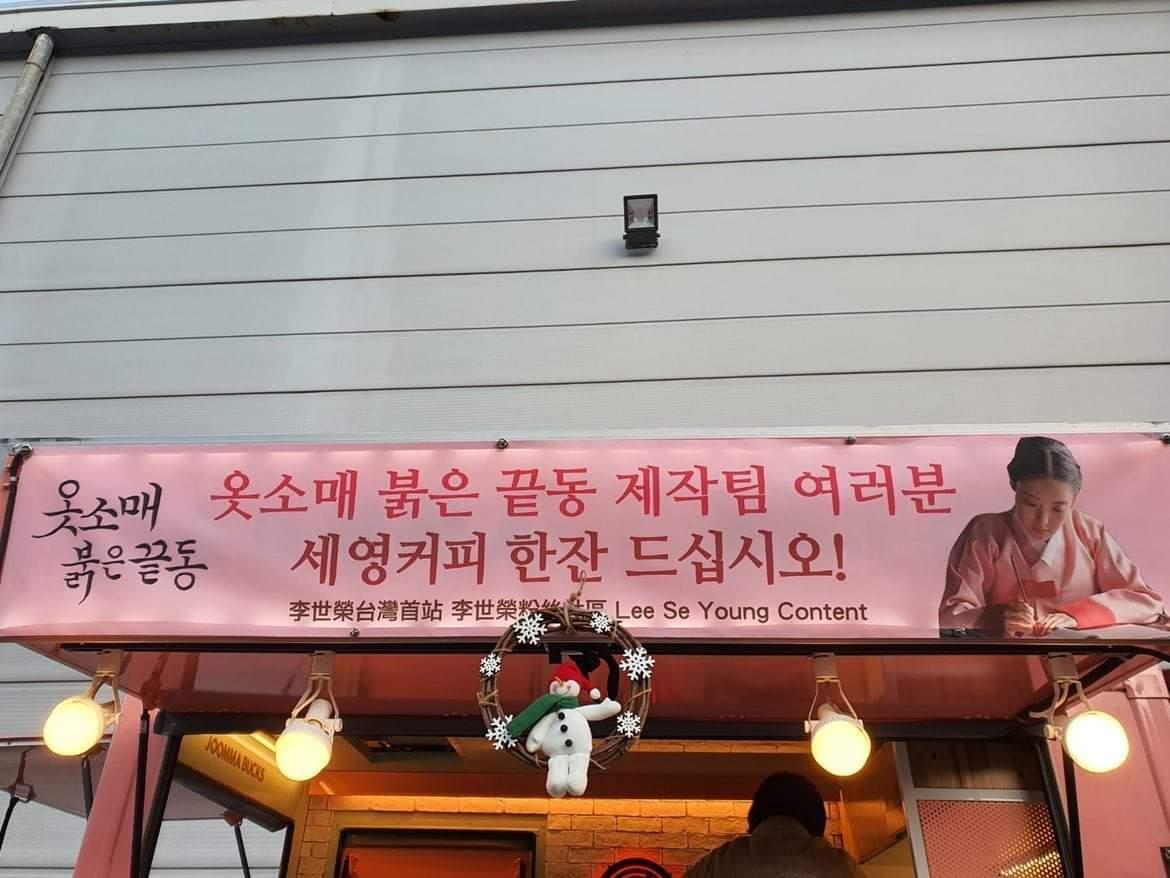 옷소매
붉은 끝동
옷소매 붉은 끝동 제작팀 여러분
세영커피 한잔 드십시오!
李世榮台灣首站 李世榮粉絲社區 Lee Se Young Content
JOOMMA BUCKS